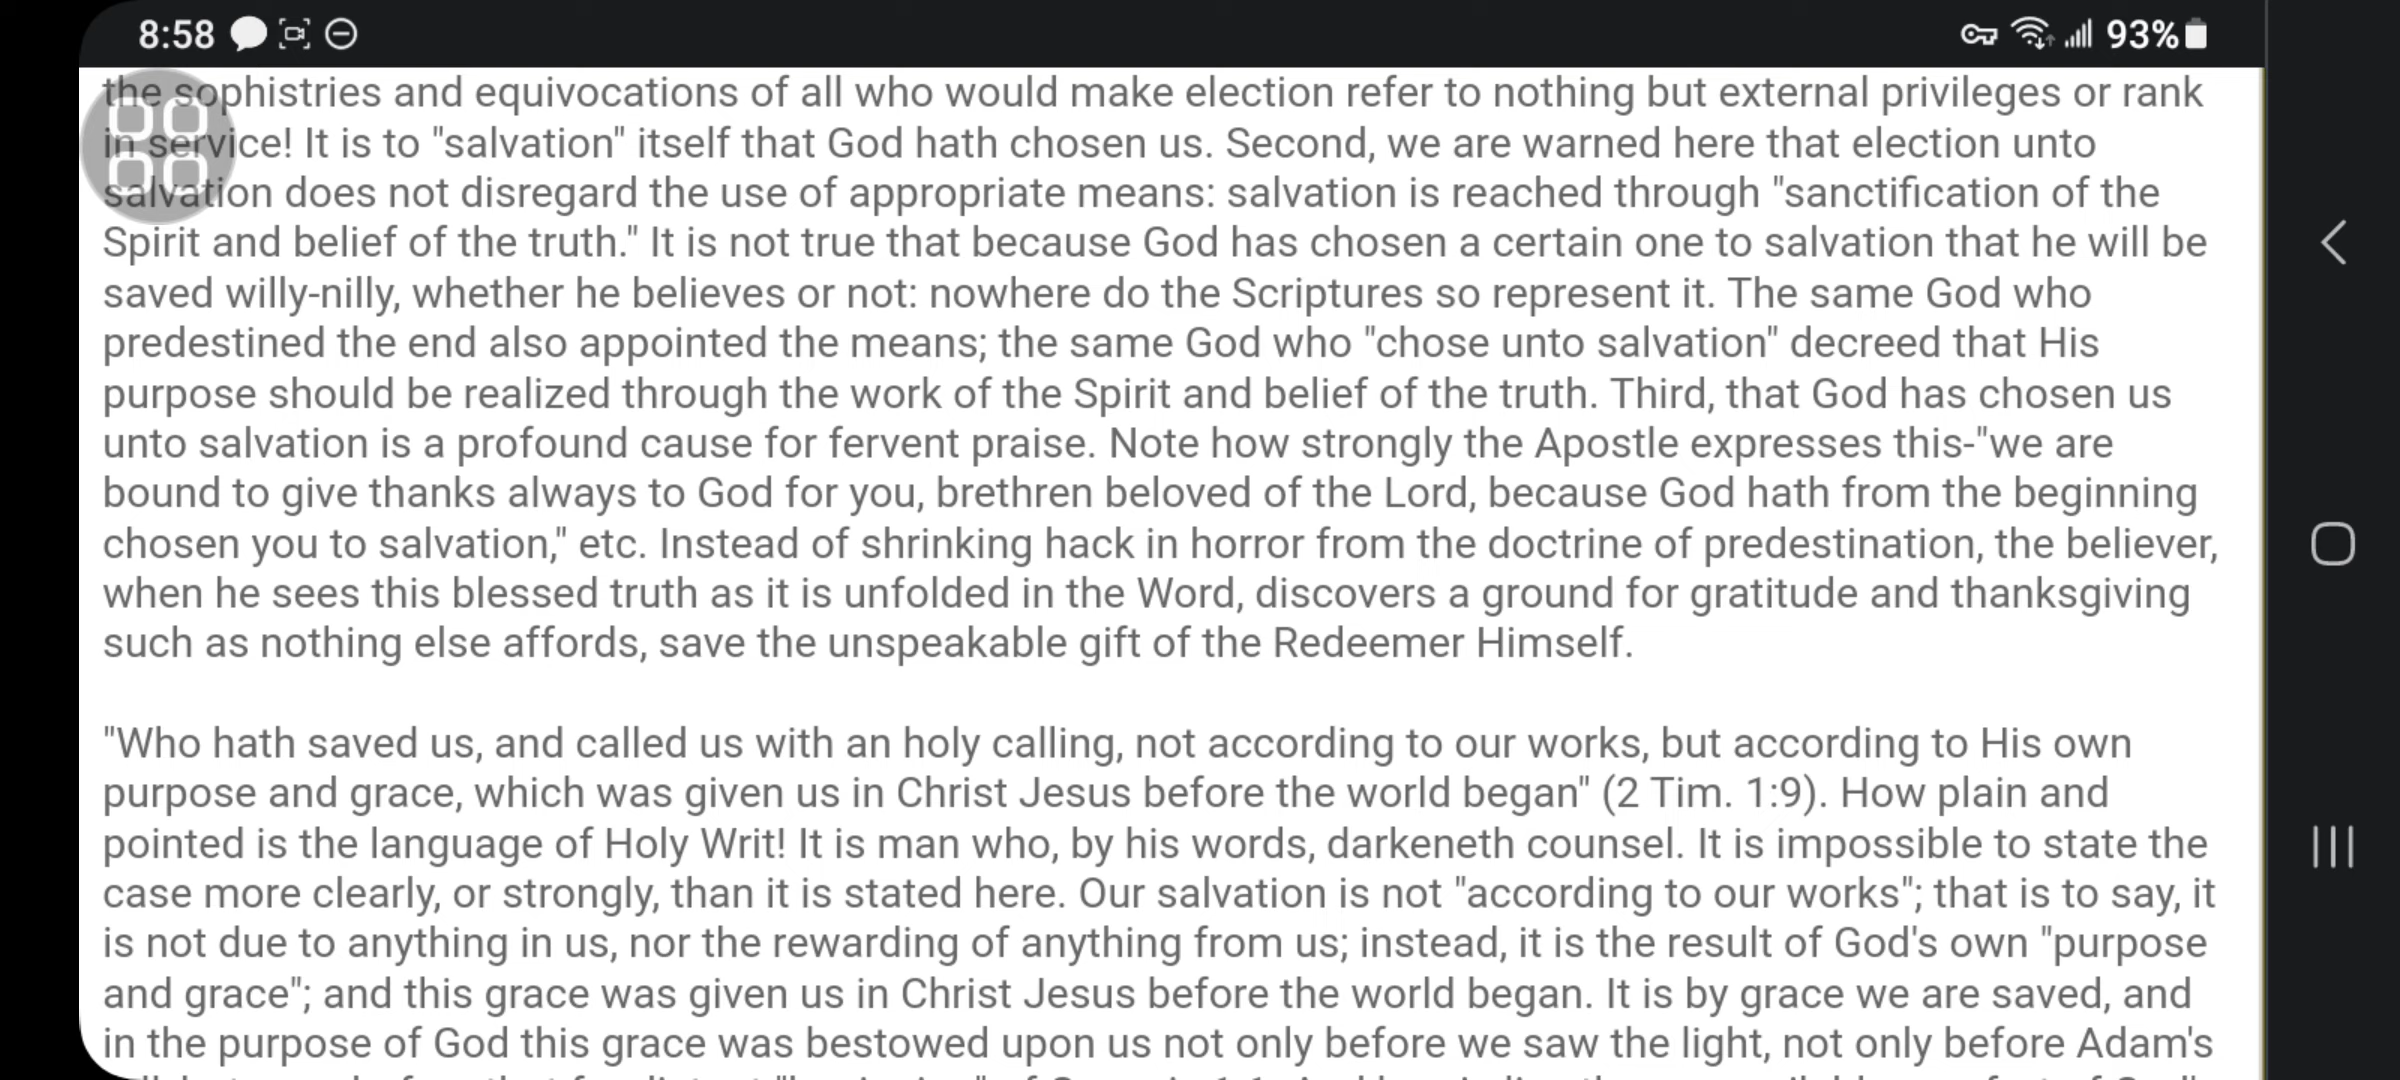 8:58
93%
the sophistries and equivocations of all who would make election refer to nothing but external privileges or rank
in service! It is to "salvation" itself that God hath chosen us. Second, we are warned here that election unto
salvation does not disregard the use of appropriate means: salvation is reached through "sanctification of the
Spirit and belief of the truth." It is not true that because God has chosen a certain one to salvation that he will be
saved willy-nilly, whether he believes or not: nowhere do the Scriptures so represent it. The same God who
predestined the end also appointed the means; the same God who "chose unto salvation" decreed that His
purpose should be realized through the work of the Spirit and belief of the truth. Third, that God has chosen us
unto salvation is a profound cause for fervent praise. Note how strongly the Apostle expresses this-"we are
bound to give thanks always to God for you, brethren beloved of the Lord, because God hath from the beginning
chosen you to salvation," etc. Instead of shrinking hack in horror from the doctrine of predestination, the believer,
when he sees this blessed truth as it is unfolded in the Word, discovers a ground for gratitude and thanksgiving
such as nothing else affords, save the unspeakable gift of the Redeemer Himself.
"Who hath saved us, and called us with an holy calling, not according to our works, but according to His own
purpose and grace, which was given us in Christ Jesus before the world began" (2 Tim. 1:9). How plain and
pointed is the language of Holy Writ! It is man who, by his words, darkeneth counsel. It is impossible to state the
case more clearly, or strongly, than it is stated here. Our salvation is not "according to our works"; that is to say, it
is not due to anything in us, nor the rewarding of anything from us; instead, it is the result of God's own "purpose
and grace"; and this grace was given us in Christ Jesus before the world began. It is by grace we are saved, and
in the purpose of God this grace was bestowed upon us not only before we saw the light, not only before Adam's